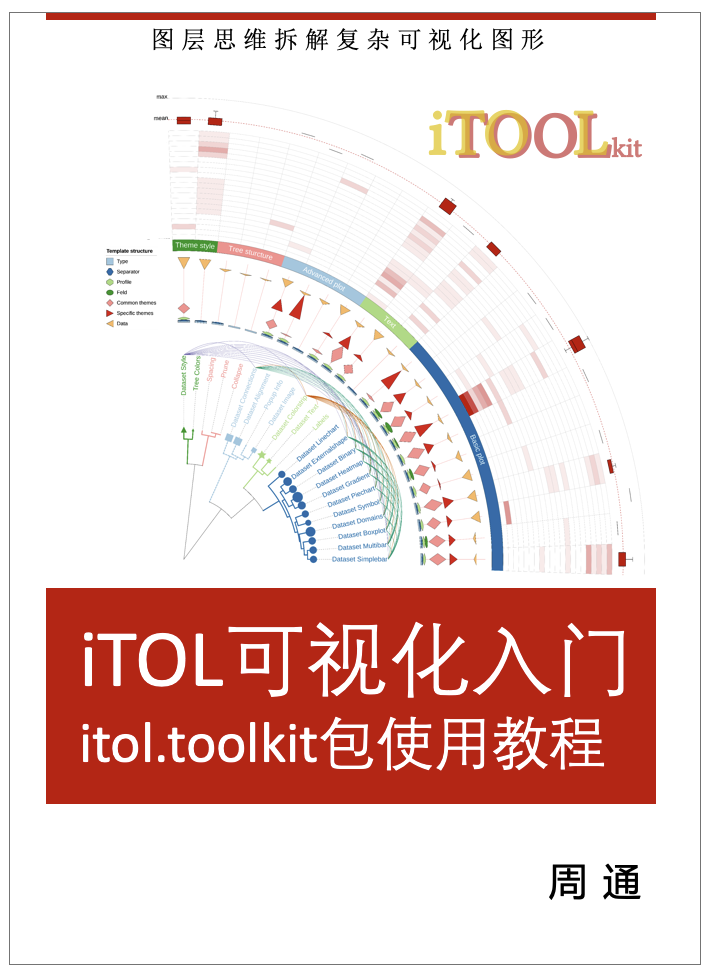 图层思维拆解复杂可视化图形
max
mean
iTOOLkit
Template structure
Type
Separator
Profile
Feild
Common themes
Specific themes
Data
Theme style
Tree sturcture
Advanced plot
Text
Basic plot
Dataset Style
Tree Colors
Spacing
Prune
Collapse
Dataset Connection
Dataset Alignment
Popup Info
Dataset Image
Dataset Colorstrip
Dataset Text
Labels
Dataset Linechart
Dataset Externalshape
Dataset Binary
Dataset Heatmap
Dataset Gradient
Dataset Piechart
Dataset Symbol
Dataset Domains
Dataset Boxplot
Dataset Multibar
Dataset Simplebar
iTOL可视化入门
itol.toolkit包使用教程
周 通